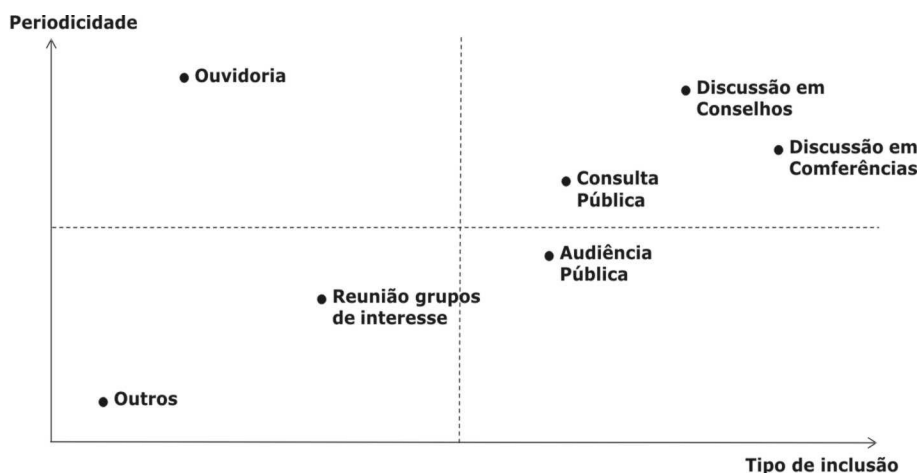 Periodicidade
Ouvidoria
Discussão em
Conselhos
Discussão em
Comferências
Consulta
Pública
Audiência
Pública
Reunião grupos
de interesse
Outros
Tipo de inclusão